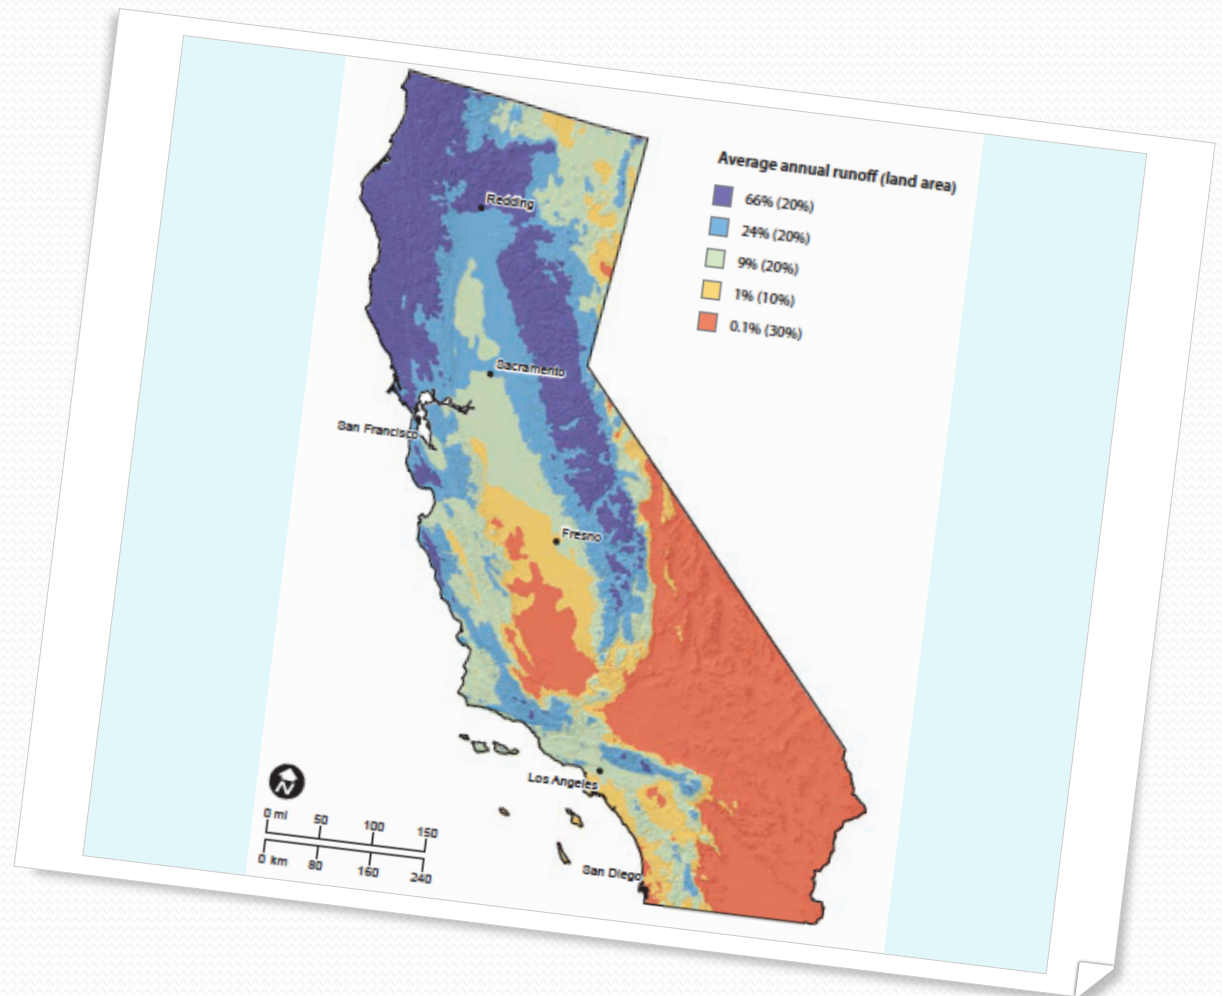 Average annual runoff (land area)
66% (20%)
24% (20%)
9% (20%)
1% (10%)
0.1% (30%)
Redding
Sacramento
San Francisco
Fresno
Los Angeles
San Diego
N
0 mi 50 100 150
0 km 80 160 240